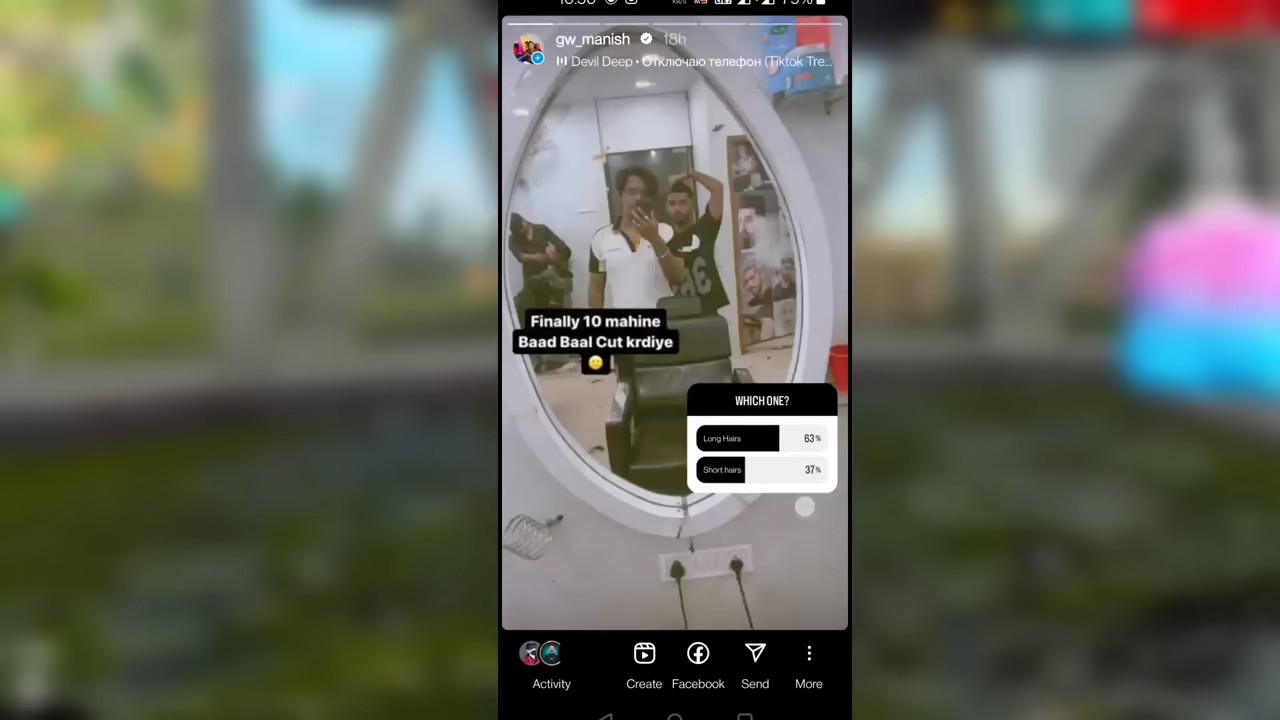 gw_manish 18h
Devil Deep • Отключаю телефон (Tiktok Tre...
Finally 10 mahine
Baad Baal Cut krdiye
WHICH ONE?
Long Hairs 63%
Short hairs 37%
Activity Create Facebook Send More